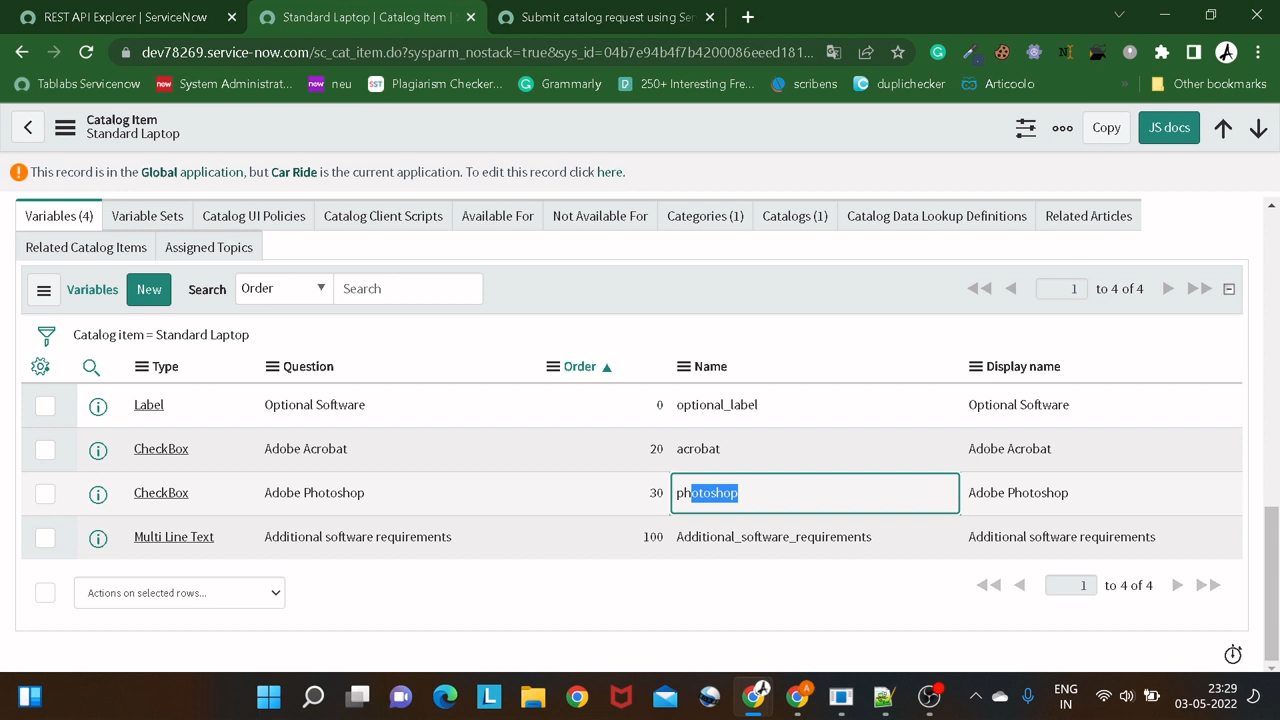 REST API Explorer | ServiceNow
Standard Laptop | Catalog Item |
Submit catalog request using Ser
dev78269.service-now.com/sc_cat_item.do?sysparm_nostack=true&sys_id=04b7e94b4f7b4200086eeed181...
Tablabs Servicenow
now System Administrat...
now neu
SST Plagiarism Checker...
Grammarly
250+ Interesting Fre...
scribens
duplichecker
Articoolo
»
Other bookmarks
Catalog Item
Standard Laptop
Copy
JS docs
This record is in the Global application, but Car Ride is the current application. To edit this record click here.
Variables (4) Variable Sets Catalog UI Policies Catalog Client Scripts Available For Not Available For Categories (1) Catalogs (1) Catalog Data Lookup Definitions Related Articles
Related Catalog Items Assigned Topics
Variables New Search Order Search 1 to 4 of 4
Catalog item = Standard Laptop
Type Question Order Name Display name
Label Optional Software 0 optional_label Optional Software
CheckBox Adobe Acrobat 20 acrobat Adobe Acrobat
CheckBox Adobe Photoshop 30 photoshop Adobe Photoshop
Multi Line Text Additional software requirements 100 Additional_software_requirements Additional software requirements
Actions on selected rows... 1 to 4 of 4
ENG
IN
23:29
03-05-2022